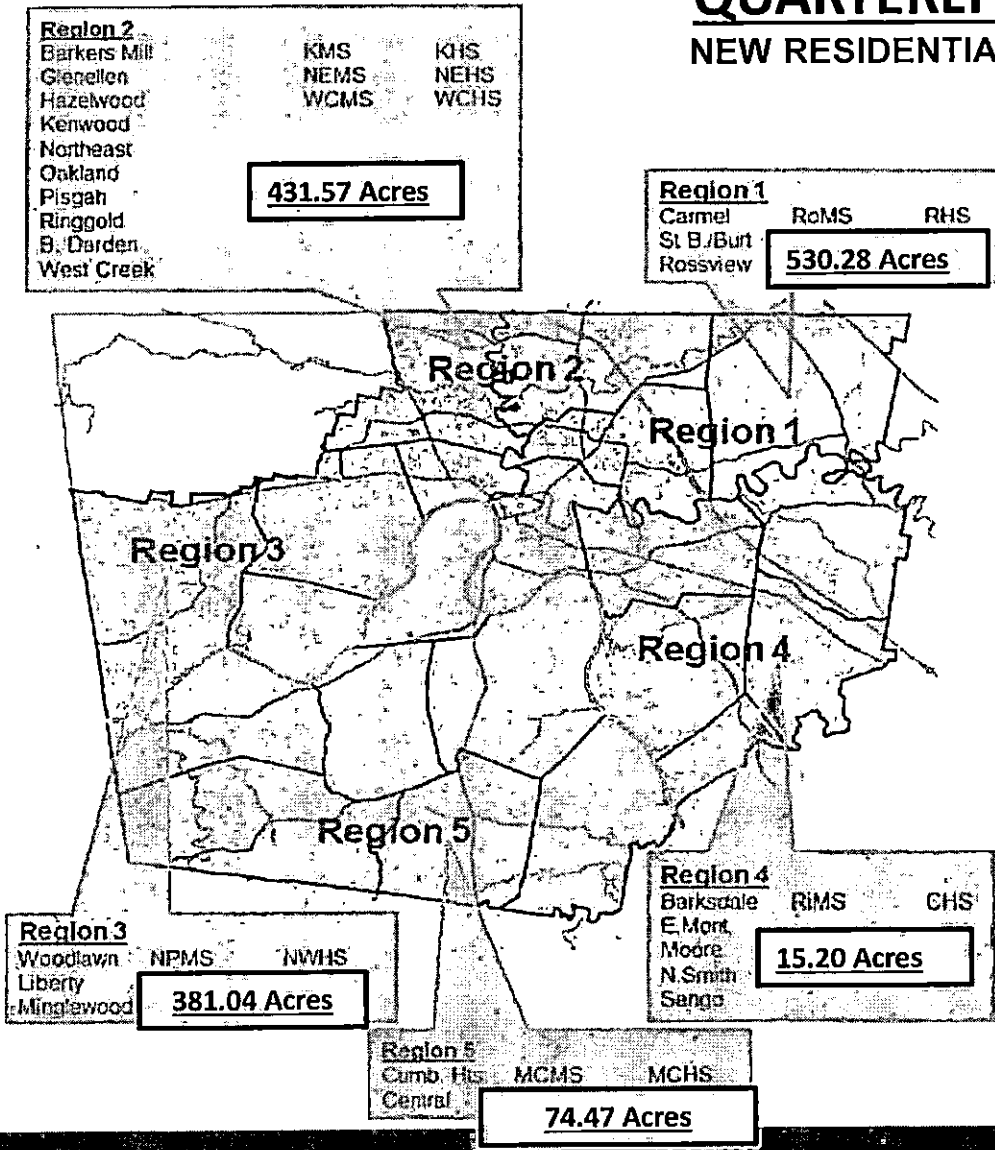 NEW RESIDENTIA
Region 2
Barkers Mill KMS KHS
Glenellen NEMS NEHS
Hazelwood WCMS WCHS
Kenwood
Northeast
Oakland
Pisgah
Ringgold
B. Darden
West Creek
431.57 Acres
Region 1
Carmel RoMS RHS
St B./Burt
Rossview
530.28 Acres
Region 2
Region 1
Region 3
Region 4
Region 5
Region 3
Woodlawn NPMS NWHS
Liberty
Minglewood
381.04 Acres
Region 4
Barksdale RiMS CHS
E.Mont.
Moore
N.Smith
Sango
15.20 Acres
Region 5
Cumb. Hts MCMS MCHS
Central
74.47 Acres